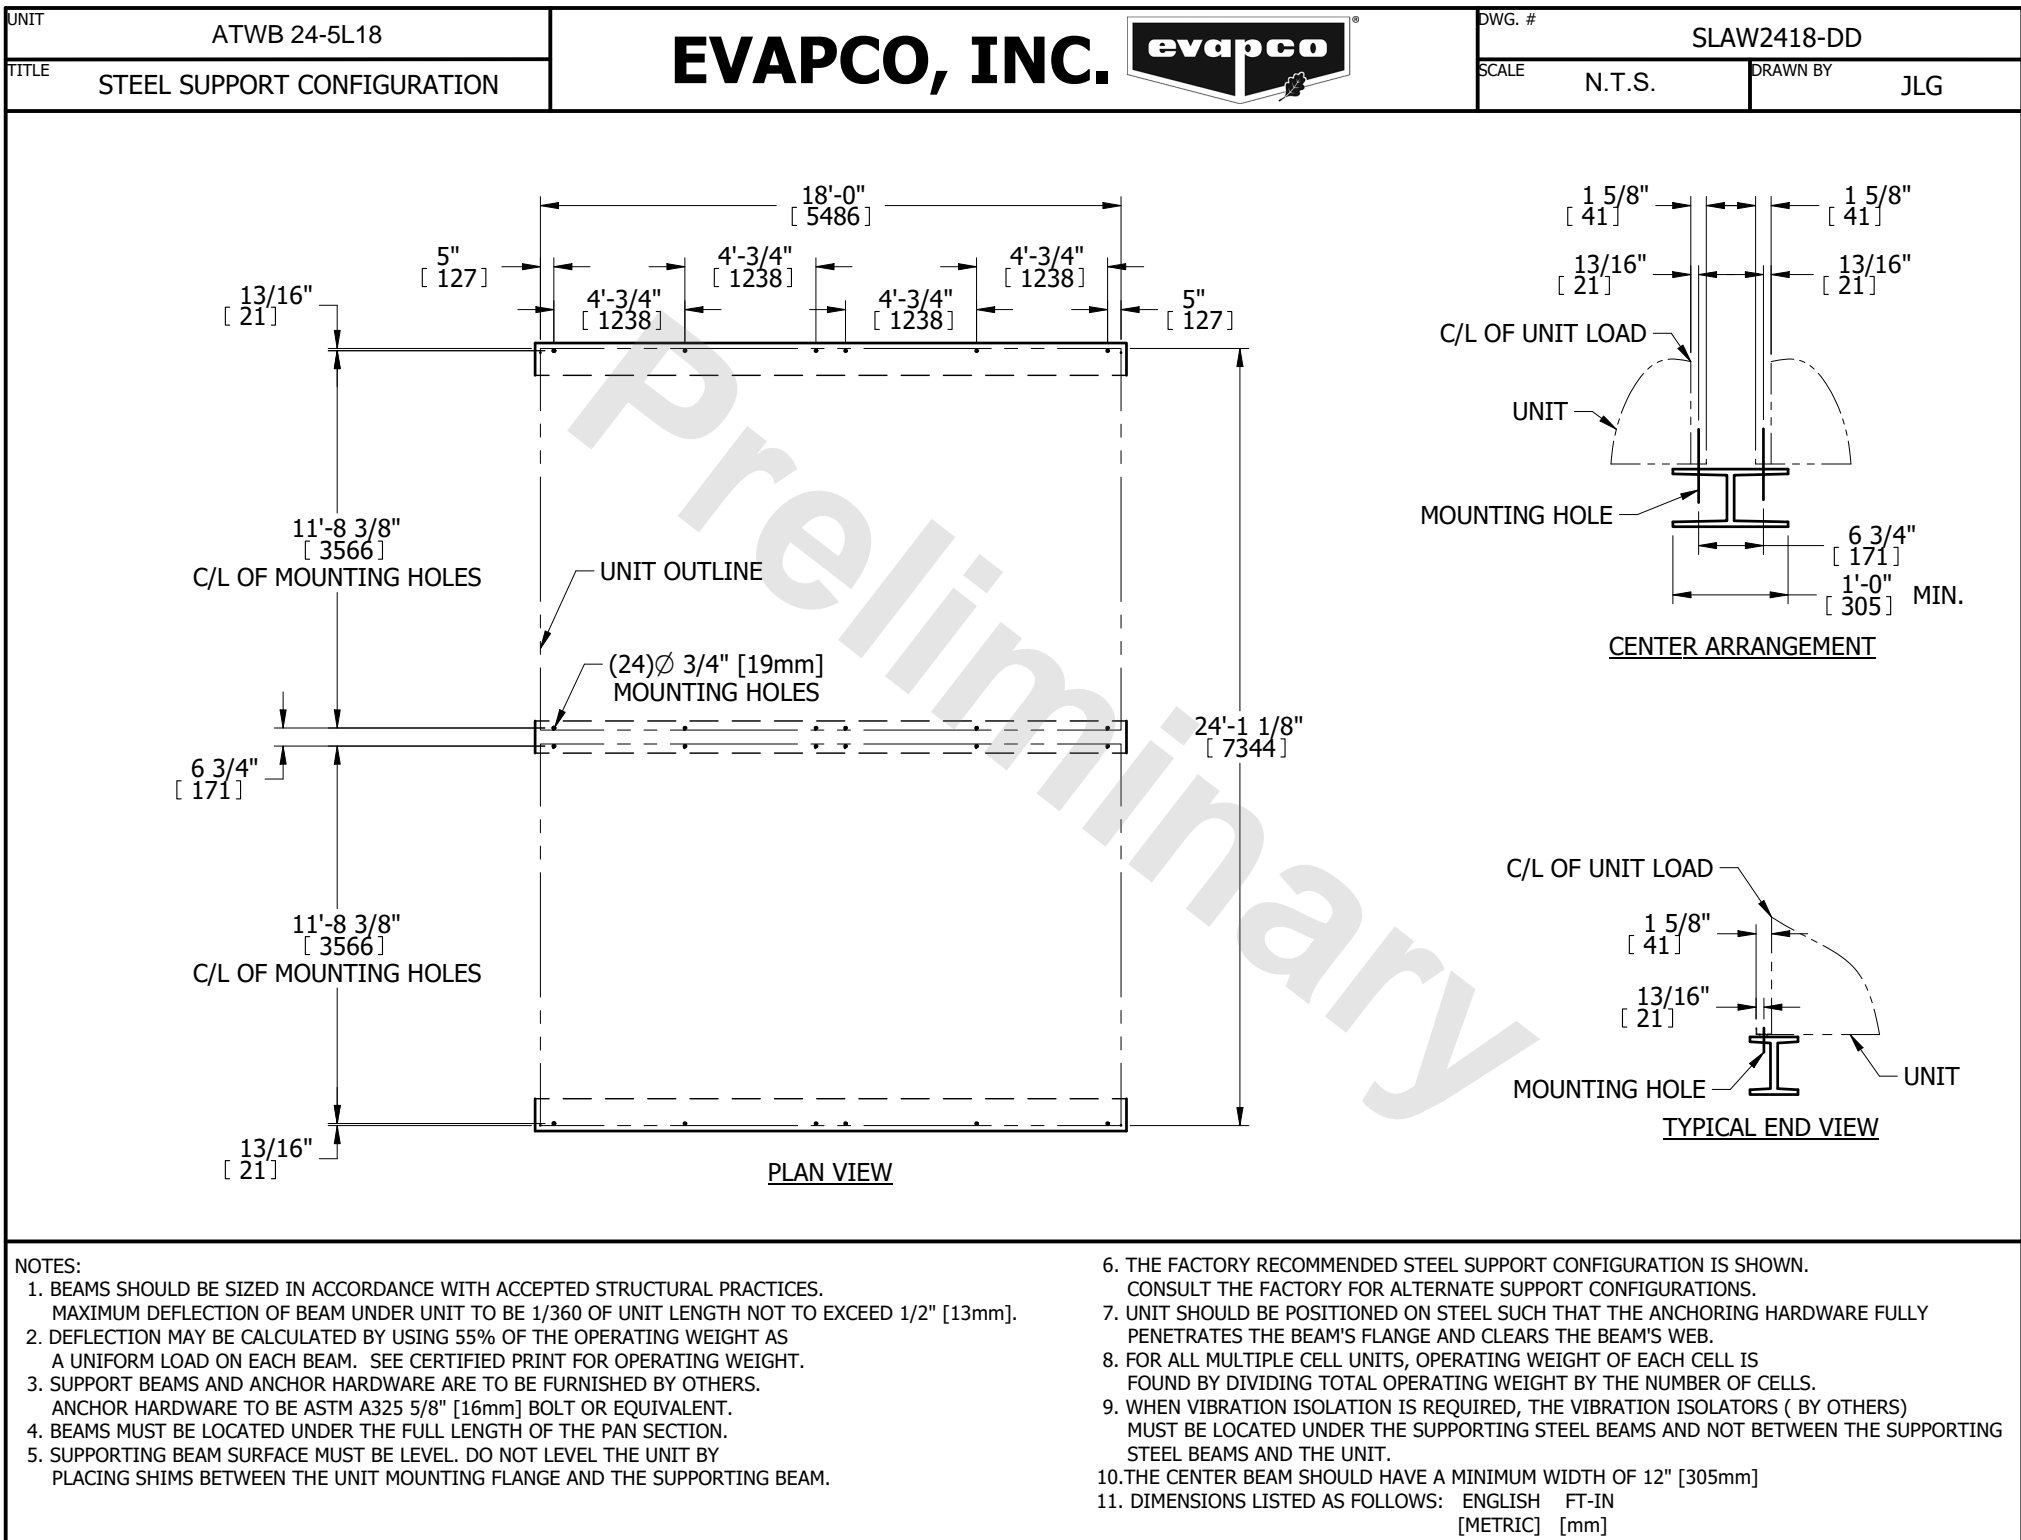 UNIT
ATWB 24-5L18
TITLE
STEEL SUPPORT CONFIGURATION
EVAPCO, INC.
evapco
®
DWG. #
SLAW2418-DD
SCALE
N.T.S.
DRAWN BY
JLG
18'-0"
[ 5486 ]
5"
[ 127 ]
4'-3/4"
[ 1238 ]
4'-3/4"
[ 1238 ]
13/16"
[ 21 ]
4'-3/4"
[ 1238 ]
4'-3/4"
[ 1238 ]
5"
[ 127 ]
11'-8 3/8"
[ 3566 ]
C/L OF MOUNTING HOLES
UNIT OUTLINE
(24)∅ 3/4" [19mm]
MOUNTING HOLES
6 3/4"
[ 171 ]
24'-1 1/8"
[ 7344 ]
11'-8 3/8"
[ 3566 ]
C/L OF MOUNTING HOLES
13/16"
[ 21 ]
PLAN VIEW
Preliminary
1 5/8"
[ 41 ]
1 5/8"
[ 41 ]
13/16"
[ 21 ]
13/16"
[ 21 ]
C/L OF UNIT LOAD
UNIT
MOUNTING HOLE
6 3/4"
[ 171 ]
1'-0"
[ 305 ] MIN.
CENTER ARRANGEMENT
C/L OF UNIT LOAD
1 5/8"
[ 41 ]
13/16"
[ 21 ]
MOUNTING HOLE
UNIT
TYPICAL END VIEW
NOTES:
1. BEAMS SHOULD BE SIZED IN ACCORDANCE WITH ACCEPTED STRUCTURAL PRACTICES.
MAXIMUM DEFLECTION OF BEAM UNDER UNIT TO BE 1/360 OF UNIT LENGTH NOT TO EXCEED 1/2" [13mm].
2. DEFLECTION MAY BE CALCULATED BY USING 55% OF THE OPERATING WEIGHT AS
A UNIFORM LOAD ON EACH BEAM. SEE CERTIFIED PRINT FOR OPERATING WEIGHT.
3. SUPPORT BEAMS AND ANCHOR HARDWARE ARE TO BE FURNISHED BY OTHERS.
ANCHOR HARDWARE TO BE ASTM A325 5/8" [16mm] BOLT OR EQUIVALENT.
4. BEAMS MUST BE LOCATED UNDER THE FULL LENGTH OF THE PAN SECTION.
5. SUPPORTING BEAM SURFACE MUST BE LEVEL. DO NOT LEVEL THE UNIT BY
PLACING SHIMS BETWEEN THE UNIT MOUNTING FLANGE AND THE SUPPORTING BEAM.
6. THE FACTORY RECOMMENDED STEEL SUPPORT CONFIGURATION IS SHOWN.
CONSULT THE FACTORY FOR ALTERNATE SUPPORT CONFIGURATIONS.
7. UNIT SHOULD BE POSITIONED ON STEEL SUCH THAT THE ANCHORING HARDWARE FULLY
PENETRATES THE BEAM'S FLANGE AND CLEARS THE BEAM'S WEB.
8. FOR ALL MULTIPLE CELL UNITS, OPERATING WEIGHT OF EACH CELL IS
FOUND BY DIVIDING TOTAL OPERATING WEIGHT BY THE NUMBER OF CELLS.
9. WHEN VIBRATION ISOLATION IS REQUIRED, THE VIBRATION ISOLATORS ( BY OTHERS)
MUST BE LOCATED UNDER THE SUPPORTING STEEL BEAMS AND NOT BETWEEN THE SUPPORTING
STEEL BEAMS AND THE UNIT.
10.THE CENTER BEAM SHOULD HAVE A MINIMUM WIDTH OF 12" [305mm]
11. DIMENSIONS LISTED AS FOLLOWS: ENGLISH FT-IN
[METRIC] [mm]